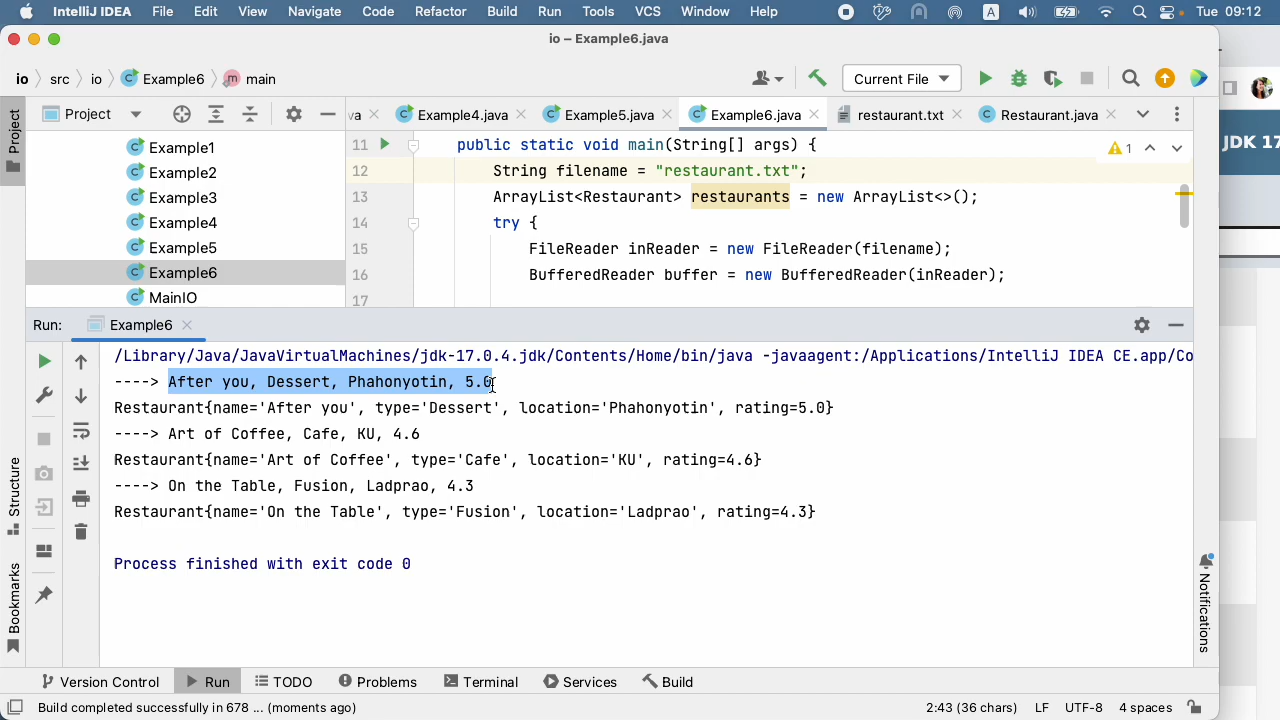 IntelliJ IDEA File Edit View Navigate Code Refactor Build Run Tools VCS Window Help A Tue 09:12
io – Example6.java
io src io Example6 main Current File
Project
va Example4.java Example5.java Example6.java restaurant.txt Restaurant.java
Project
Example1
Example2
Example3
Example4
Example5
Example6
MainIO
11 public static void main(String[] args) {
12 String filename = "restaurant.txt";
13 ArrayList<Restaurant> restaurants = new ArrayList<>();
14 try {
15 FileReader inReader = new FileReader(filename);
16 BufferedReader buffer = new BufferedReader(inReader);
17
1
JDK 17
Run: Example6
/Library/Java/JavaVirtualMachines/jdk-17.0.4.jdk/Contents/Home/bin/java -javaagent:/Applications/IntelliJ IDEA CE.app/Co
----> After you, Dessert, Phahonyotin, 5.0
Restaurant{name='After you', type='Dessert', location='Phahonyotin', rating=5.0}
----> Art of Coffee, Cafe, KU, 4.6
Restaurant{name='Art of Coffee', type='Cafe', location='KU', rating=4.6}
----> On the Table, Fusion, Ladprao, 4.3
Restaurant{name='On the Table', type='Fusion', location='Ladprao', rating=4.3}
Process finished with exit code 0
Structure
Bookmarks
Notifications
Version Control Run TODO Problems Terminal Services Build
Build completed successfully in 678 ... (moments ago) 2:43 (36 chars) LF UTF-8 4 spaces